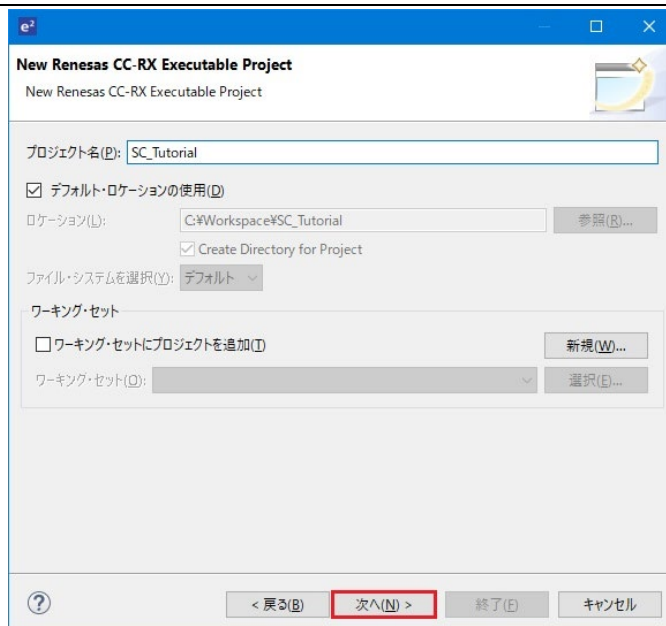 e²
New Renesas CC-RX Executable Project
New Renesas CC-RX Executable Project
プロジェクト名(P): SC_Tutorial
デフォルト・ロケーションの使用(D)
ロケーション(L): C:¥Workspace¥SC_Tutorial 参照(R)...
Create Directory for Project
ファイル・システムを選択(Y): デフォルト
ワーキング・セット
ワーキング・セットにプロジェクトを追加(T) 新規(W)...
ワーキング・セット(O): 選択(E)...
? < 戻る(B) 次へ(N) > 終了(F) キャンセル